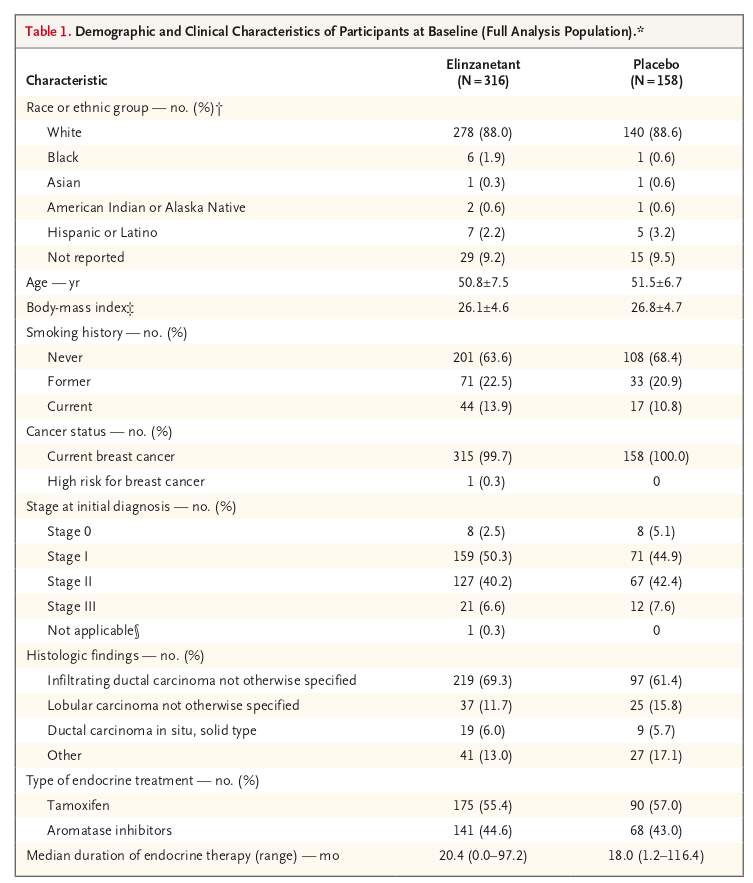 Table 1. Demographic and Clinical Characteristics of Participants at Baseline (Full Analysis Population).*
Characteristic Elinzanetant (N=316) Placebo (N=158)
Race or ethnic group — no. (%)†
White 278 (88.0) 140 (88.6)
Black 6 (1.9) 1 (0.6)
Asian 1 (0.3) 1 (0.6)
American Indian or Alaska Native 2 (0.6) 1 (0.6)
Hispanic or Latino 7 (2.2) 5 (3.2)
Not reported 29 (9.2) 15 (9.5)
Age — yr 50.8±7.5 51.5±6.7
Body-mass index‡ 26.1±4.6 26.8±4.7
Smoking history — no. (%)
Never 201 (63.6) 108 (68.4)
Former 71 (22.5) 33 (20.9)
Current 44 (13.9) 17 (10.8)
Cancer status — no. (%)
Current breast cancer 315 (99.7) 158 (100.0)
High risk for breast cancer 1 (0.3) 0
Stage at initial diagnosis — no. (%)
Stage 0 8 (2.5) 8 (5.1)
Stage I 159 (50.3) 71 (44.9)
Stage II 127 (40.2) 67 (42.4)
Stage III 21 (6.6) 12 (7.6)
Not applicable§ 1 (0.3) 0
Histologic findings — no. (%)
Infiltrating ductal carcinoma not otherwise specified 219 (69.3) 97 (61.4)
Lobular carcinoma not otherwise specified 37 (11.7) 25 (15.8)
Ductal carcinoma in situ, solid type 19 (6.0) 9 (5.7)
Other 41 (13.0) 27 (17.1)
Type of endocrine treatment — no. (%)
Tamoxifen 175 (55.4) 90 (57.0)
Aromatase inhibitors 141 (44.6) 68 (43.0)
Median duration of endocrine therapy (range) — mo 20.4 (0.0–97.2) 18.0 (1.2–116.4)